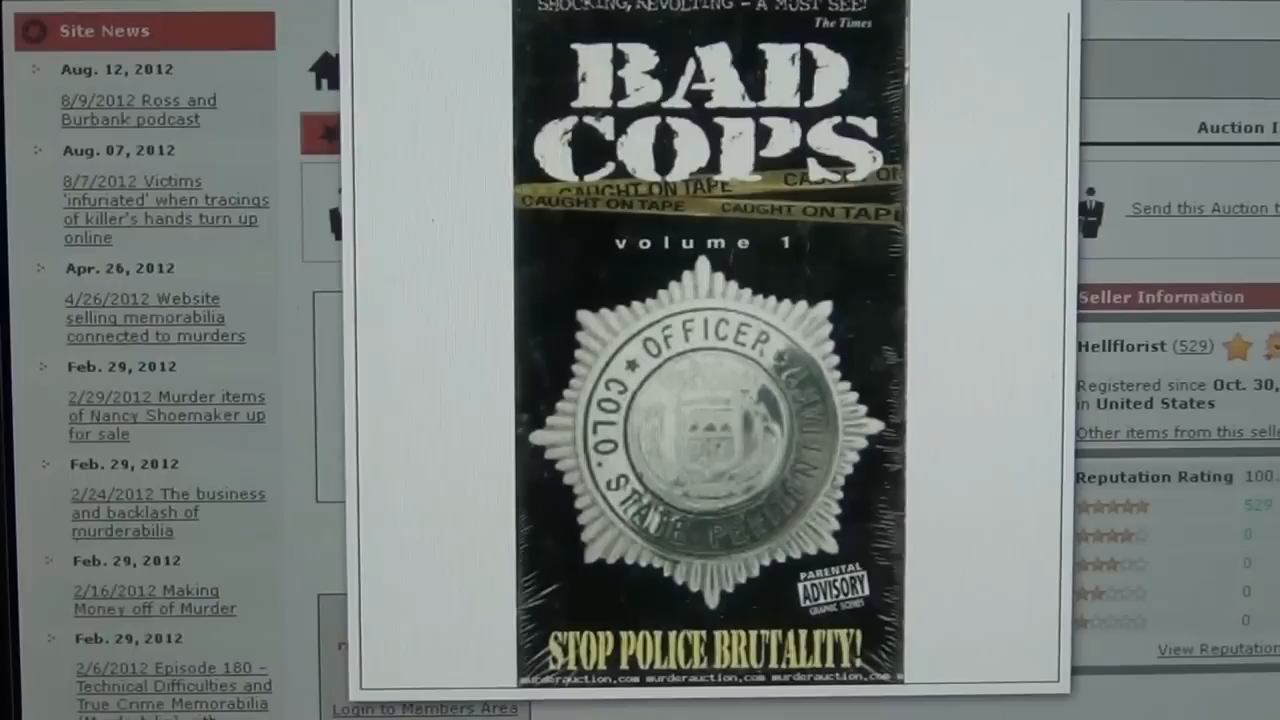 Site News
Aug. 12, 2012
8/9/2012 Ross and
Burbank podcast
Aug. 07, 2012
8/7/2012 Victims
'infuriated' when tracings
of killer's hands turn up
online
Apr. 26, 2012
4/26/2012 Website
selling memorabilia
connected to murders
Feb. 29, 2012
2/29/2012 Murder items
of Nancy Shoemaker up
for sale
Feb. 29, 2012
2/24/2012 The business
and backlash of
murderabilia
Feb. 29, 2012
2/16/2012 Making
Money off of Murder
Feb. 29, 2012
2/6/2012 Episode 180 -
Technical Difficulties and
True Crime Memorabilia
SHOCKING, REVOLTING - A MUST SEE!
The Times
BAD
COPS
CAUGHT ON TAPE
CAUGHT ON TAPE CAUGHT ON TAPE
volume 1
OFFICER
COLO. STATE
PARENTAL
ADVISORY
GRAPHIC SCENES
STOP POLICE BRUTALITY!
murderauction.com murderauction.com murderauction.com
Login to Members Area
Auction I
Send this Auction t
Seller Information
Hellflorist (529)
Registered since Oct. 30,
in United States
Other items from this selle
Reputation Rating 100.
529
0
0
0
0
View Reputation